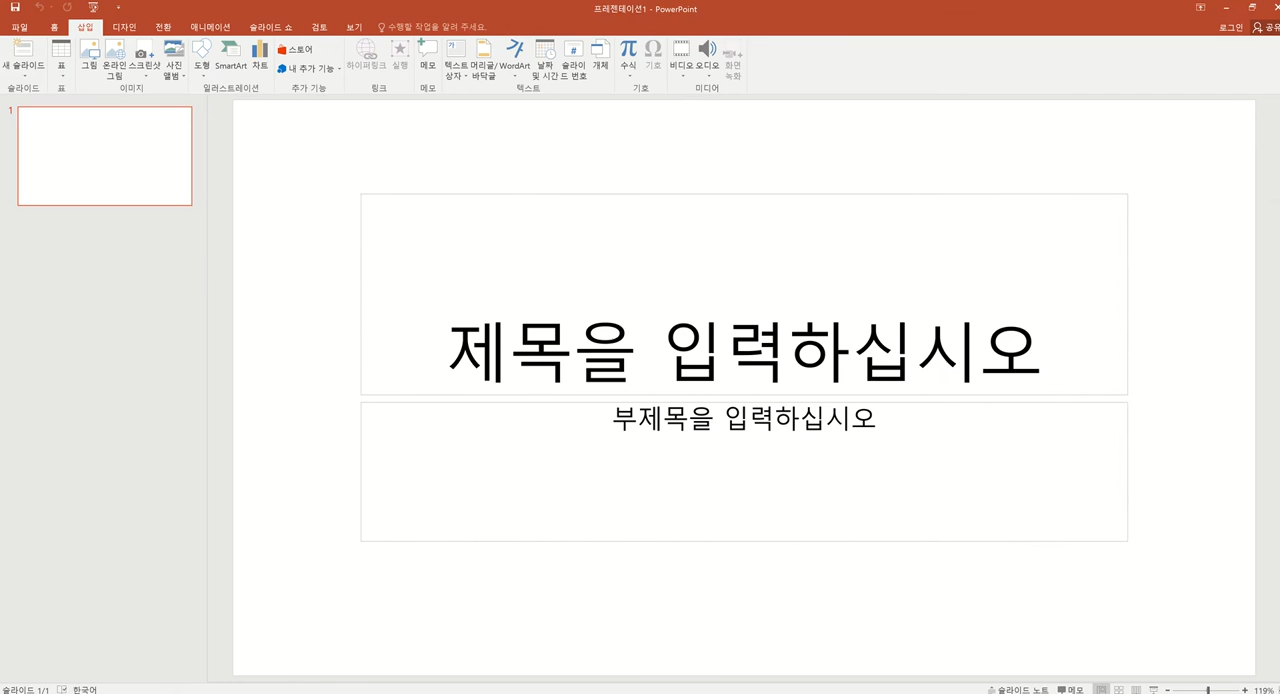 프레젠테이션1 - PowerPoint
파일 홈 삽입 디자인 전환 애니메이션 슬라이드 쇼 검토 보기 수행할 작업을 알려 주세요. 로그인 공유
새 슬라이드
표
그림
온라인 그림
스크린샷
사진 앨범
도형
SmartArt
차트
스토어
내 추가 기능
하이퍼링크
실행
메모
텍스트 상자
머리글/바닥글
WordArt
날짜 및 시간
슬라이드 번호
개체
수식
기호
비디오
오디오
화면 녹화
슬라이드 표 이미지 일러스트레이션 추가 기능 링크 메모 텍스트 기호 미디어
1
제목을 입력하십시오
부제목을 입력하십시오
슬라이드 1/1 한국어 슬라이드 노트 메모 119%